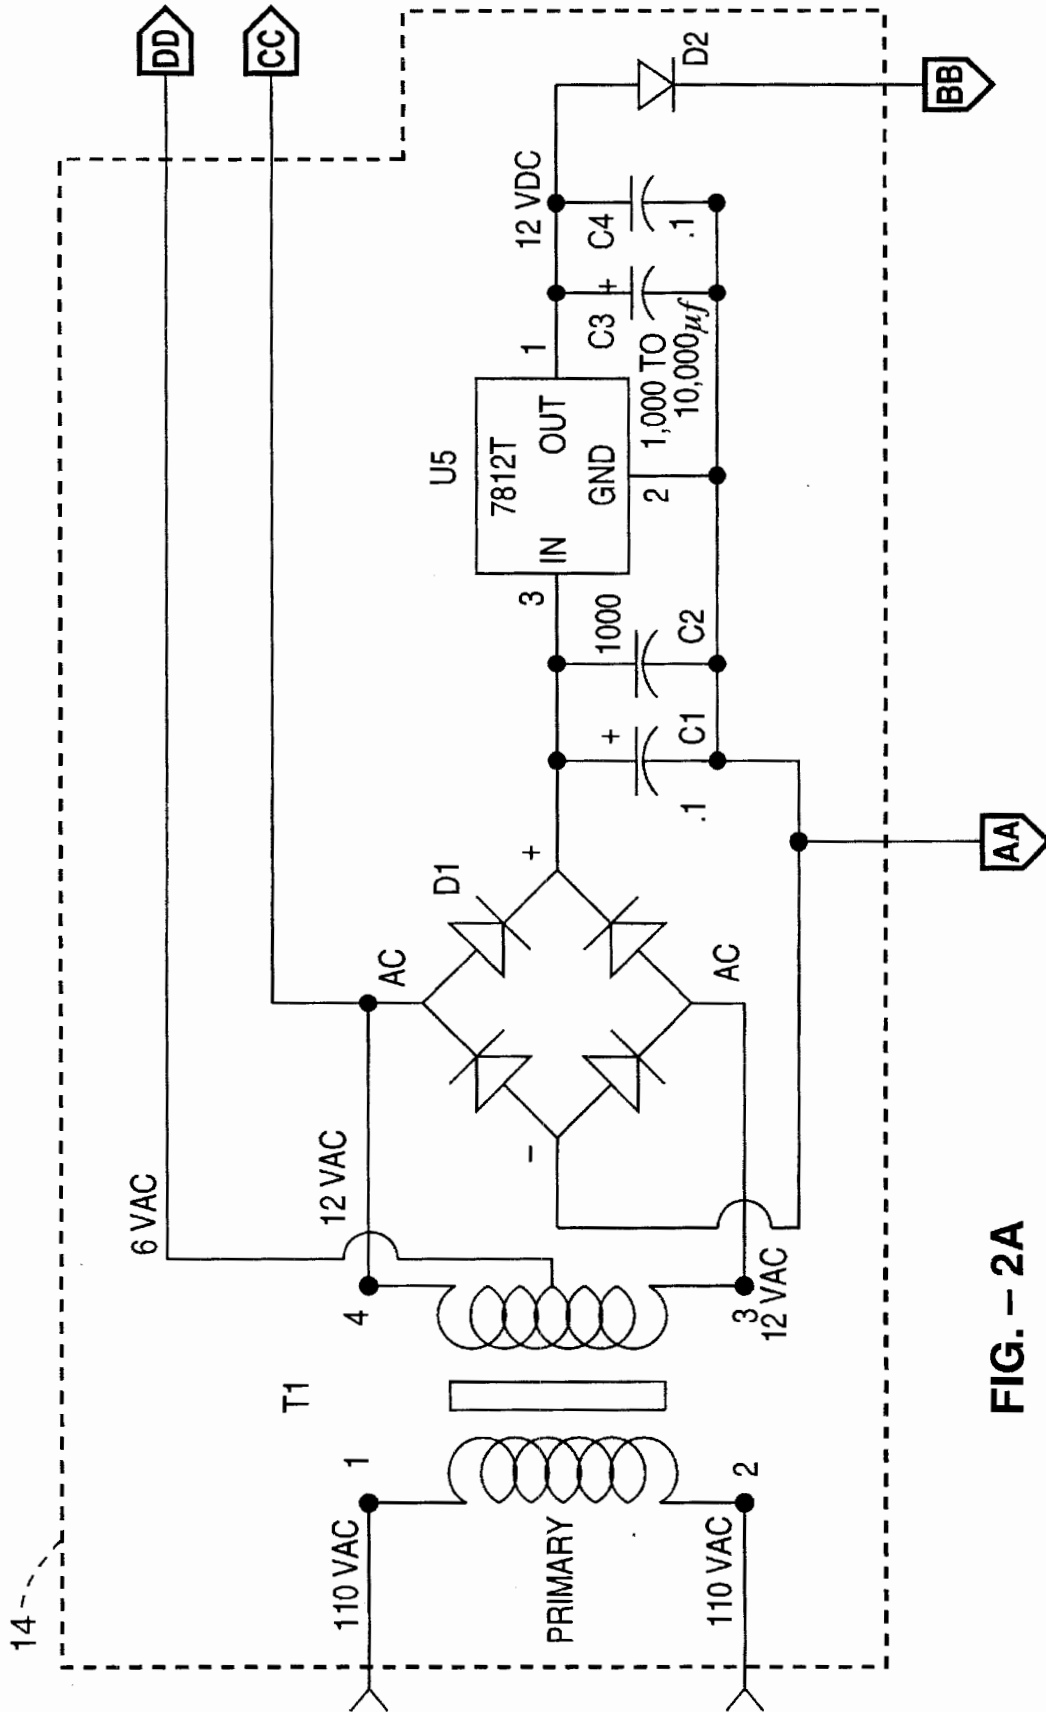 14
DD
CC
6 VAC
12 VAC
T1
110 VAC
1
4
PRIMARY
110 VAC
2
3
12 VAC
AC
D1
-
+
AC
+
.1
C1
1000
C2
U5
3
7812T
IN
OUT
GND
2
1
12 VDC
C3
+
1,000 TO
10,000µf
C4
.1
D2
AA
BB
FIG. – 2A